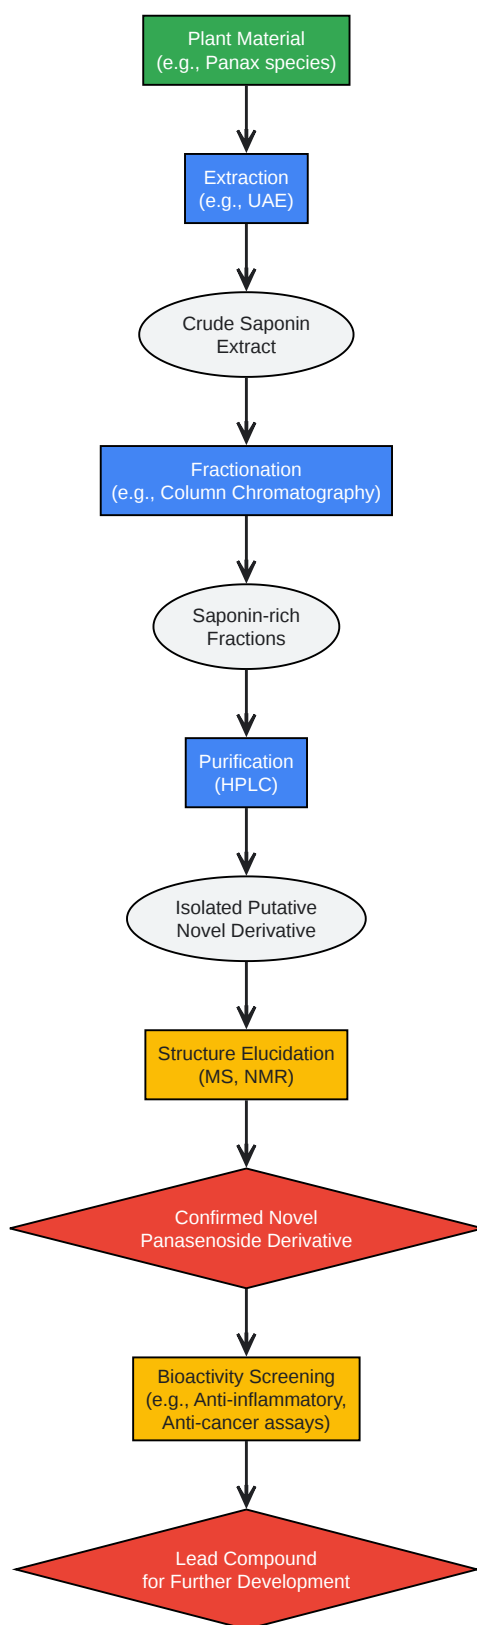 Plant Material
(e.g., Panax species)
Extraction
(e.g., UAE)
Crude Saponin
Extract
Fractionation
(e.g., Column Chromatography)
Saponin-rich
Fractions
Purification
(HPLC)
Isolated Putative
Novel Derivative
Structure Elucidation
(MS, NMR)
Confirmed Novel
Panasenoside Derivative
Bioactivity Screening
(e.g., Anti-inflammatory,
Anti-cancer assays)
Lead Compound
for Further Development